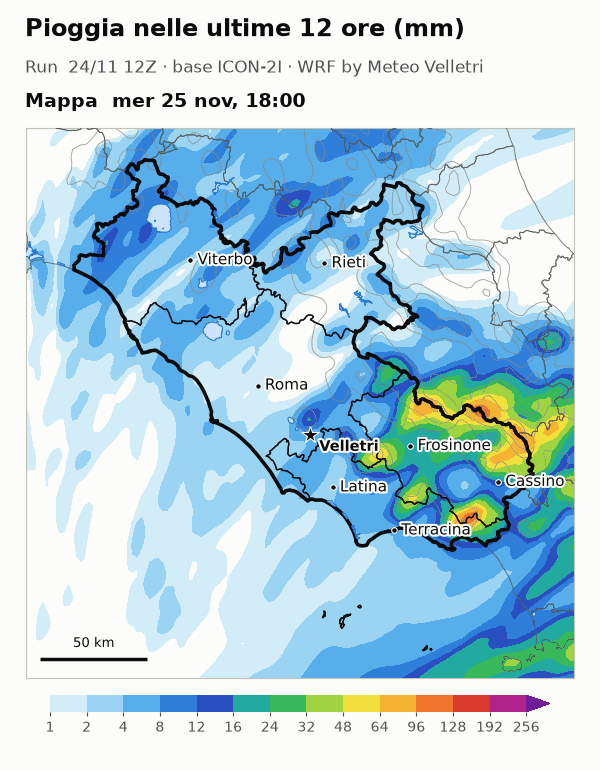 Pioggia nelle ultime 12 ore (mm)
Run  24/11 12Z · base ICON-2I · WRF by Meteo Velletri
Mappa  mer 25 nov, 18:00
Viterbo
Rieti
Roma
Velletri
Frosinone
Latina
Cassino
Terracina
50 km
1 2 4 8 12 16 24 32 48 64 96 128 192 256